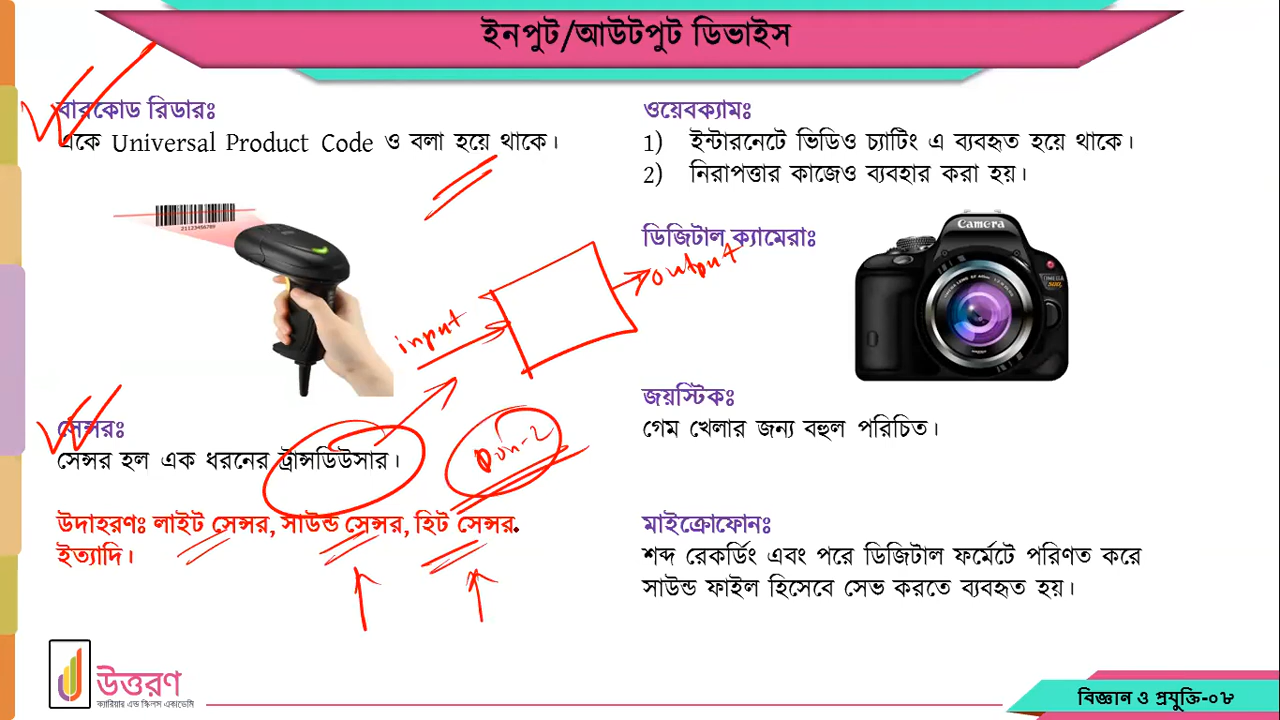 ইনপুট/আউটপুট ডিভাইস
বারকোড রিডারঃ
একে Universal Product Code ও বলা হয়ে থাকে।
21123456789
input
output
সেন্সরঃ
সেন্সর হল এক ধরনের ট্রান্সডিউসার।
উদাহরণঃ লাইট সেন্সর, সাউন্ড সেন্সর, হিট সেন্সর
ইত্যাদি।
ওয়েবক্যামঃ
1) ইন্টারনেটে ভিডিও চ্যাটিং এ ব্যবহৃত হয়ে থাকে।
2) নিরাপত্তার কাজেও ব্যবহার করা হয়।
ডিজিটাল ক্যামেরাঃ
Camera
জয়স্টিকঃ
গেম খেলার জন্য বহুল পরিচিত।
মাইক্রোফোনঃ
শব্দ রেকর্ডিং এবং পরে ডিজিটাল ফর্মেটে পরিণত করে
সাউন্ড ফাইল হিসেবে সেভ করতে ব্যবহৃত হয়।
উত্তরণ
ক্যারিয়ার এন্ড স্কিলস একাডেমি
বিজ্ঞান ও প্রযুক্তি-০৮